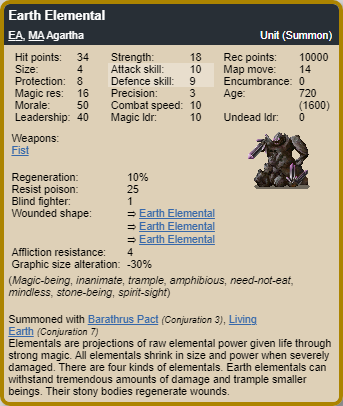 Earth Elemental
EA, MA Agartha Unit (Summon)
Hit points: 34 Strength: 18 Rec points: 10000
Size: 4 Attack skill: 10 Map move: 14
Protection: 8 Defence skill: 9 Encumbrance: 0
Magic res: 16 Precision: 3 Age: 720
Morale: 50 Combat speed: 10 (1600)
Leadership: 40 Magic ldr: 10 Undead ldr: 0
Weapons:
Fist
Regeneration: 10%
Resist poison: 25
Blind fighter: 1
Wounded shape: ⇒ Earth Elemental
⇒ Earth Elemental
⇒ Earth Elemental
Affliction resistance: 4
Graphic size alteration: -30%
(Magic-being, inanimate, trample, amphibious, need-not-eat,
mindless, stone-being, spirit-sight)
Summoned with Barathrus Pact (Conjuration 3), Living
Earth (Conjuration 7)
Elementals are projections of raw elemental power given life through
strong magic. All elementals shrink in size and power when severely
damaged. There are four kinds of elementals. Earth elementals can
withstand tremendous amounts of damage and trample smaller
beings. Their stony bodies regenerate wounds.